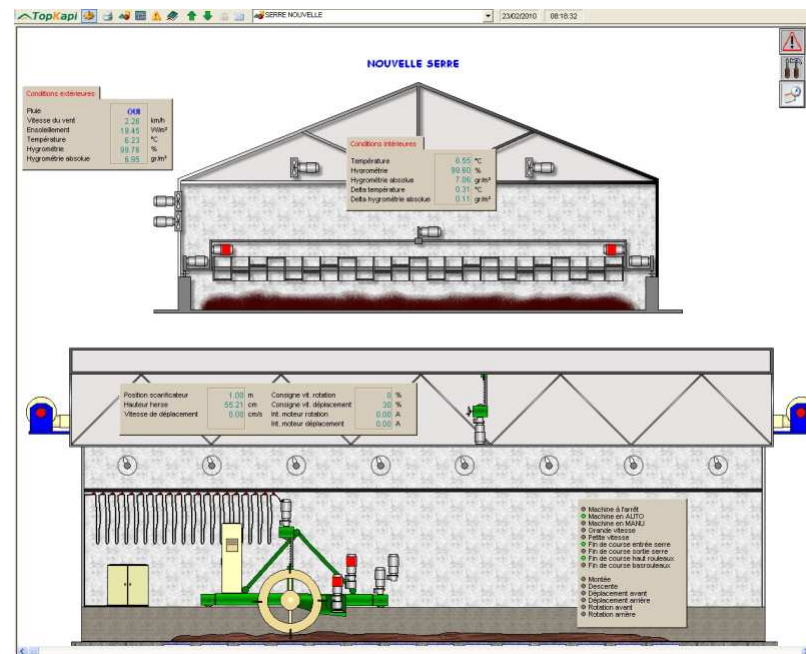 TopKapi SERRE NOUVELLE 23/02/2010 08:18:32
NOUVELLE SERRE
Conditions extérieures
Pluie OUI
Vitesse du vent 2.26 km/h
Ensoleillement 19.45 W/m²
Température 6.23 °C
Hygrométrie 99.78 %
Hygrométrie absolue 6.95 gr/m³
Conditions intérieures
Température 6.55 °C
Hygrométrie 99.60 %
Hygrométrie absolue 7.06 gr/m³
Delta température 0.31 °C
Delta hygrométrie absolue 0.11 gr/m³
Position scarificateur 1.00 m Consigne vit. rotation 0 %
Hauteur herse 55.21 cm Consigne vit. déplacement 30 %
Vitesse de déplacement 0.00 cm/s Int. moteur rotation 0.00 A
Int. moteur déplacement 0.00 A
Machine à l'arrêt
Machine en AUTO
Machine en MANU
Grande vitesse
Petite vitesse
Fin de course entrée serre
Fin de course sortie serre
Fin de course haut rouleaux
Fin de course bas rouleaux
Montée
Descente
Déplacement avant
Déplacement arrière
Rotation avant
Rotation arrière